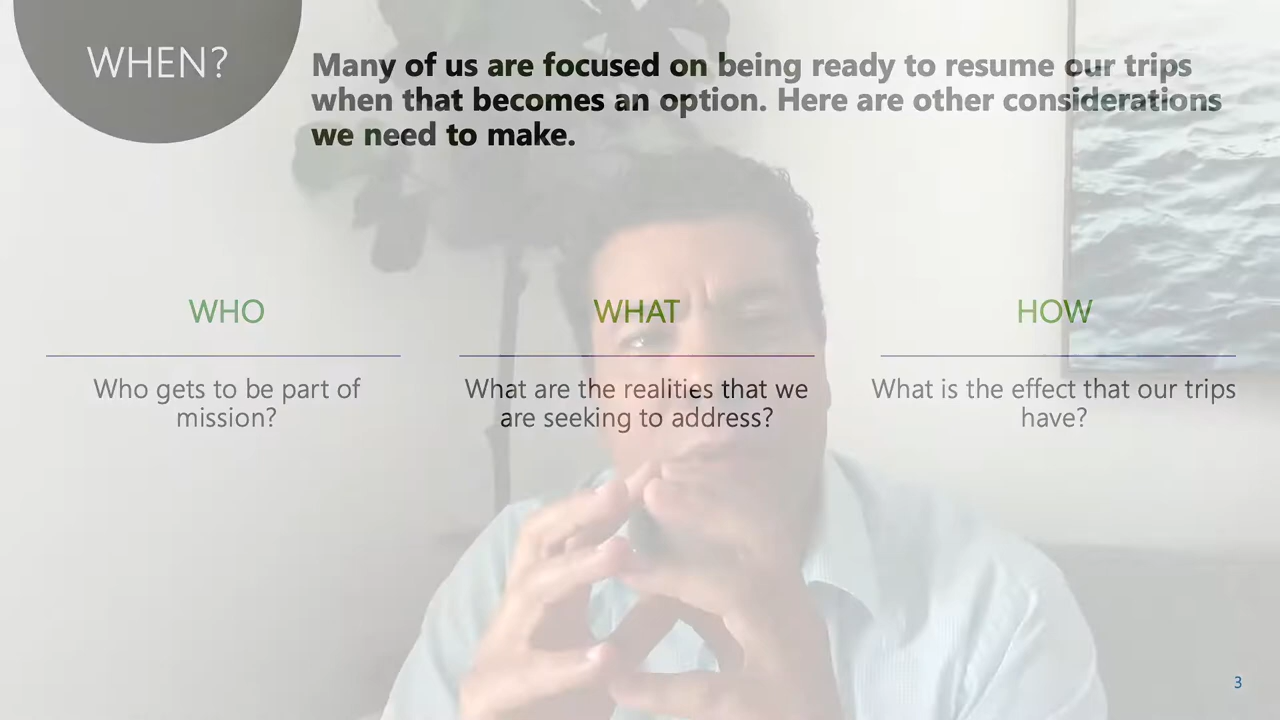 WHEN?
Many of us are focused on being ready to resume our trips
when that becomes an option. Here are other considerations
we need to make.
WHO
Who gets to be part of
mission?
WHAT
What are the realities that we
are seeking to address?
HOW
What is the effect that our trips
have?
3